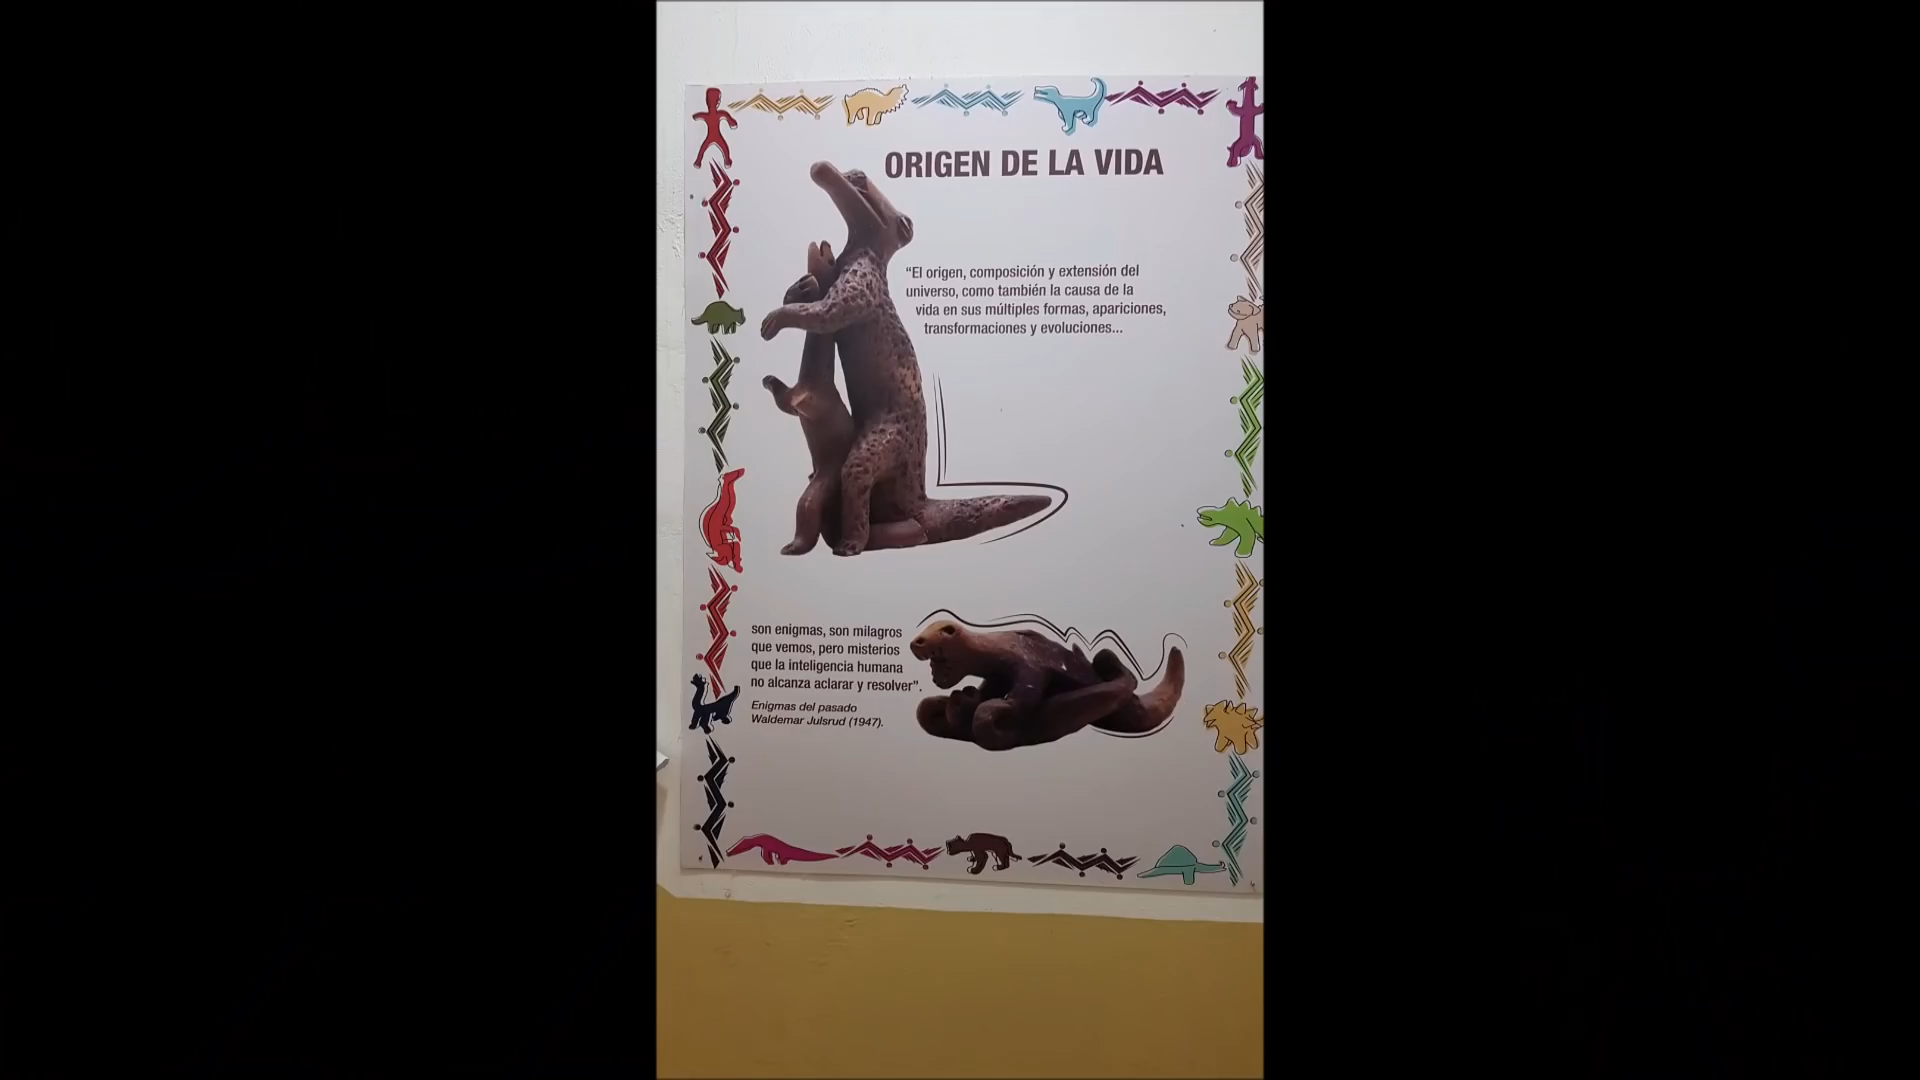 ORIGEN DE LA VIDA
“El origen, composición y extensión del
universo, como también la causa de la
vida en sus múltiples formas, apariciones,
transformaciones y evoluciones...
son enigmas, son milagros
que vemos, pero misterios
que la inteligencia humana
no alcanza aclarar y resolver”.
Enigmas del pasado
Waldemar Julsrud (1947).